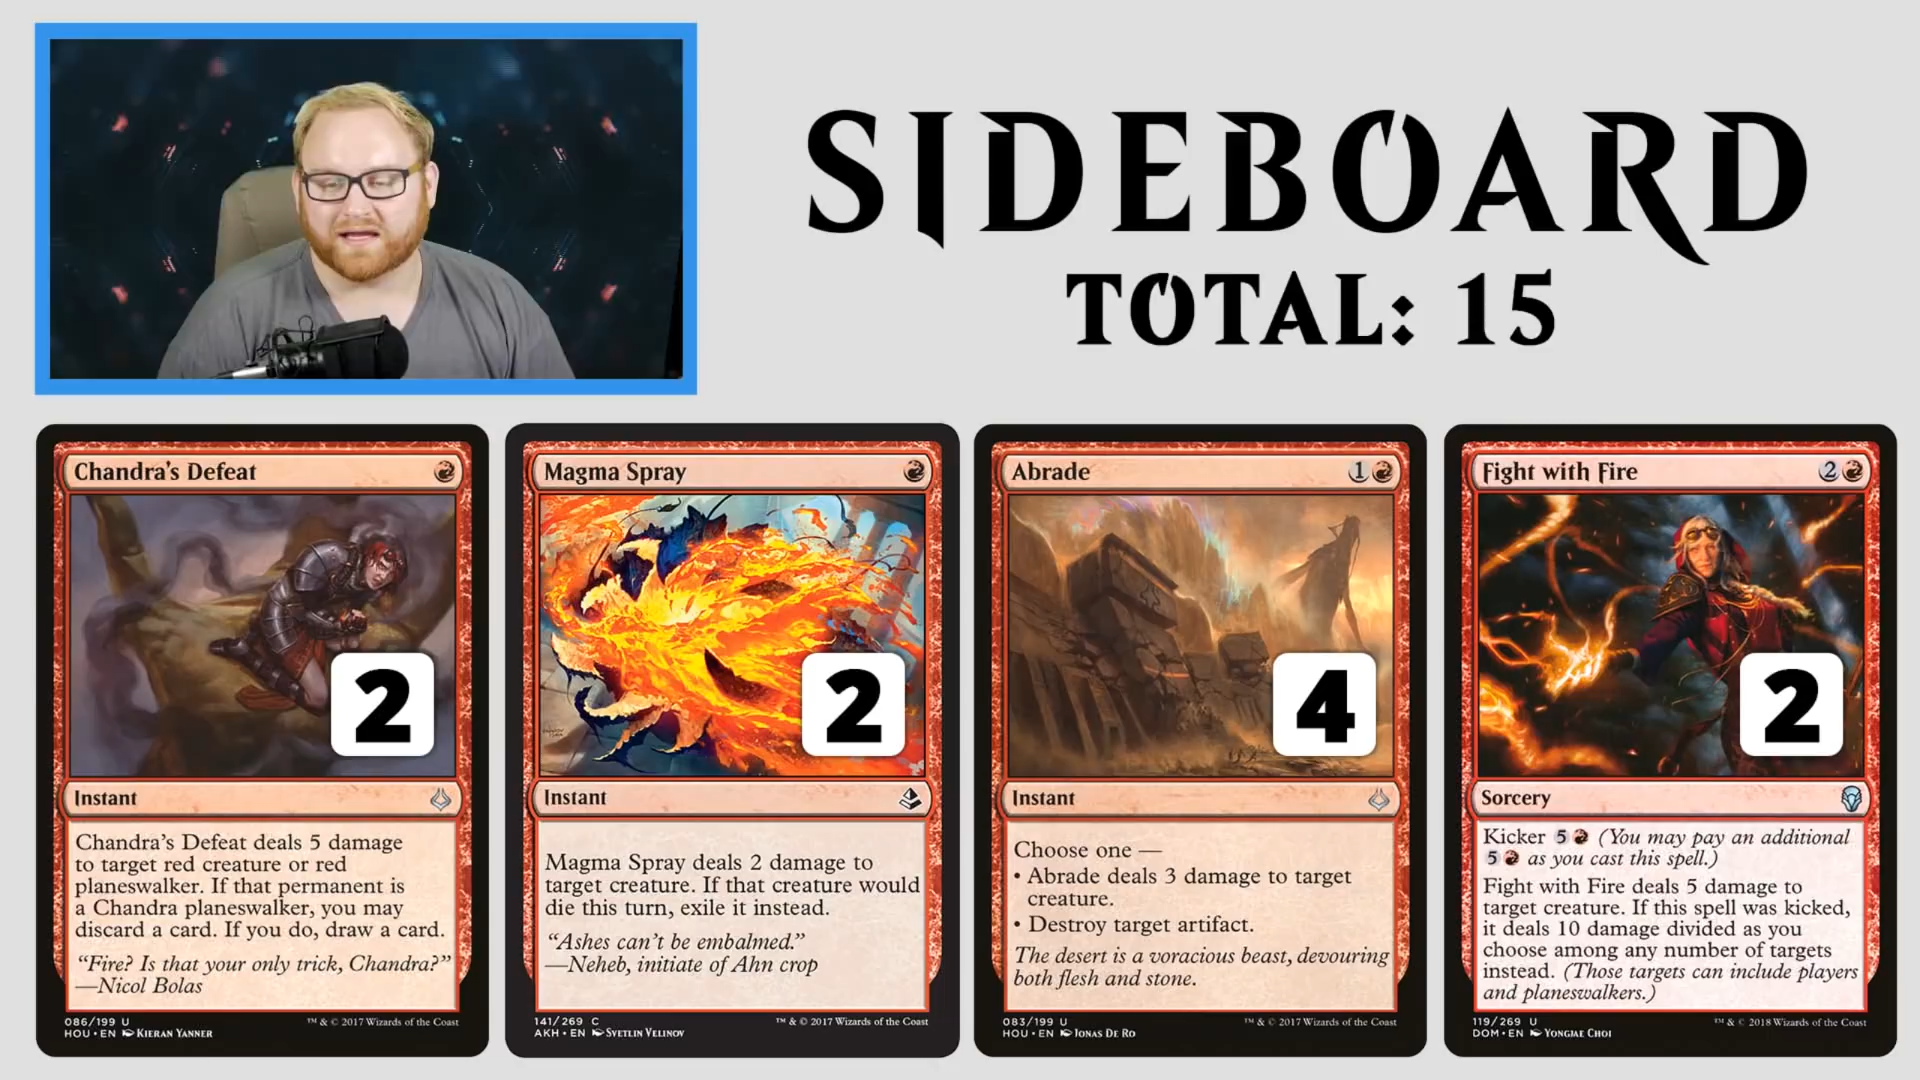 SIDEBOARD
TOTAL: 15
Chandra's Defeat
2
Instant
Chandra's Defeat deals 5 damage
to target red creature or red
planeswalker. If that permanent is
a Chandra planeswalker, you may
discard a card. If you do, draw a card.
"Fire? Is that your only trick, Chandra?"
—Nicol Bolas
086/199 U
HOU • EN KIERAN YANNER
™ & © 2017 Wizards of the Coast
Magma Spray
2
Instant
Magma Spray deals 2 damage to
target creature. If that creature would
die this turn, exile it instead.
"Ashes can't be embalmed."
—Neheb, initiate of Ahn crop
141/269 C
AKH • EN SVETLIN VELINOV
™ & © 2017 Wizards of the Coast
Abrade
1
4
Instant
Choose one —
• Abrade deals 3 damage to target
creature.
• Destroy target artifact.
The desert is a voracious beast, devouring
both flesh and stone.
083/199 U
HOU • EN JONAS DE RO
™ & © 2017 Wizards of the Coast
Fight with Fire
2
2
Sorcery
Kicker 5 (You may pay an additional
5 as you cast this spell.)
Fight with Fire deals 5 damage to
target creature. If this spell was kicked,
it deals 10 damage divided as you
choose among any number of targets
instead. (Those targets can include players
and planeswalkers.)
119/269 U
DOM • EN YONGJAE CHOI
™ & © 2018 Wizards of the Coast